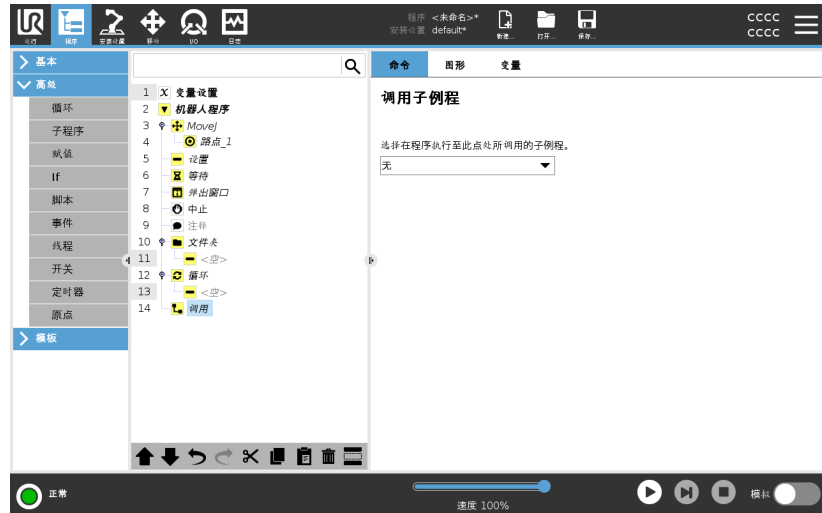 UR
运行 程序 安装设置 移动 I/O 日志
程序 <未命名>*
安装设置 default*
新建... 打开... 保存...
CCCC
CCCC
基本
高级
循环
子程序
赋值
If
脚本
事件
线程
开关
定时器
原点
模板
1 X 变量设置
2 机器人程序
3 MoveJ
4 路点_1
5 设置
6 等待
7 弹出窗口
8 中止
9 注释
10 文件夹
11 <空>
12 循环
13 <空>
14 调用
命令 图形 变量
调用子例程
选择在程序执行至此点处所调用的子例程。
无
正常
速度 100%
模拟